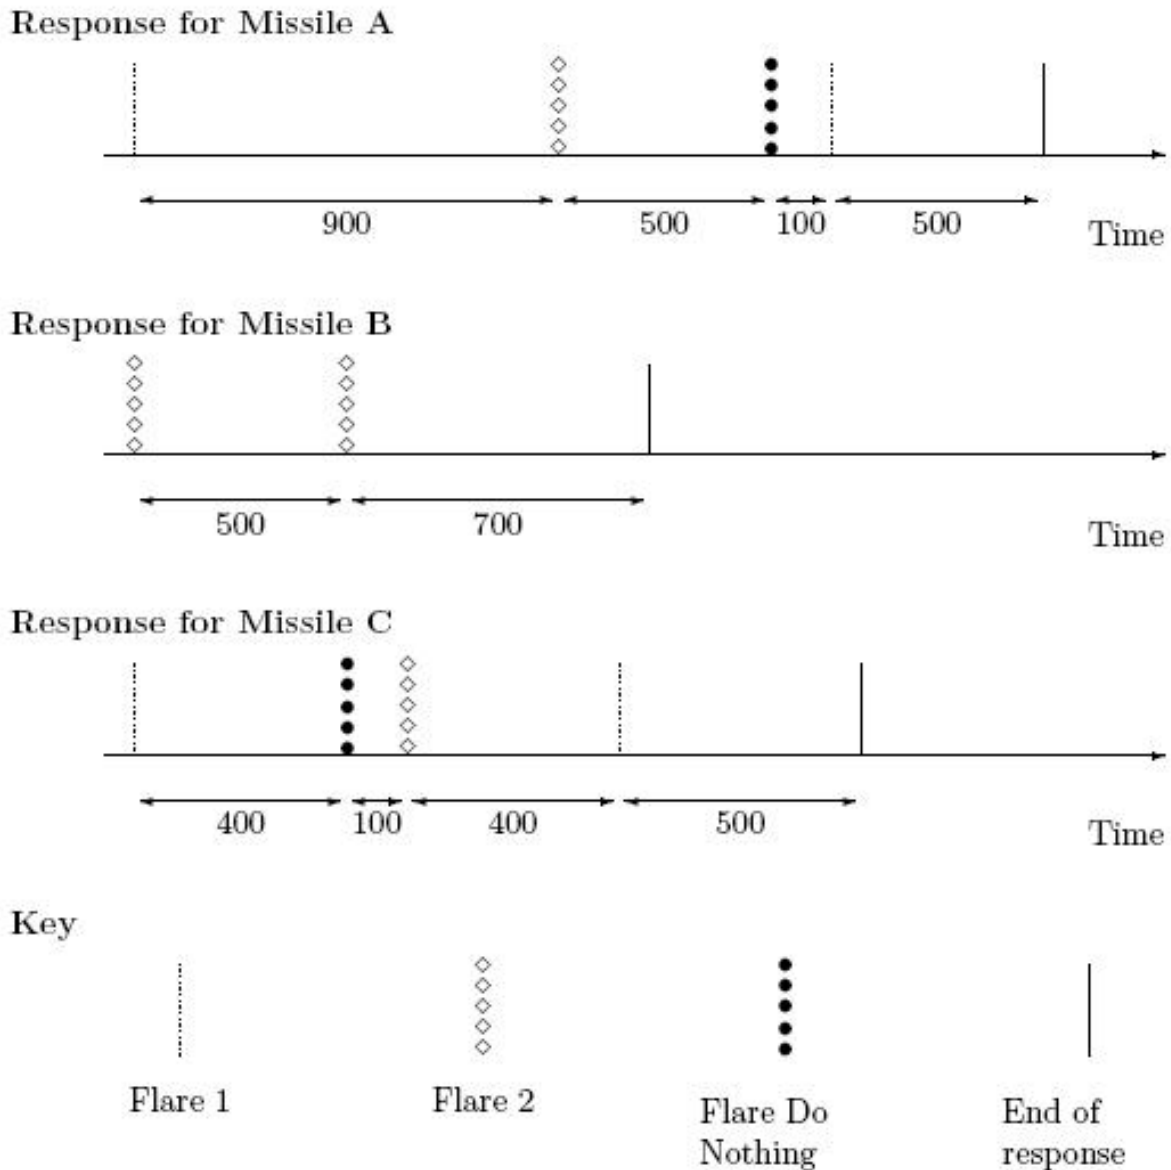 Response for Missile A
900 500 100 500
Time
Response for Missile B
500 700
Time
Response for Missile C
400 100 400 500
Time
Key
Flare 1
Flare 2
Flare Do
Nothing
End of
response